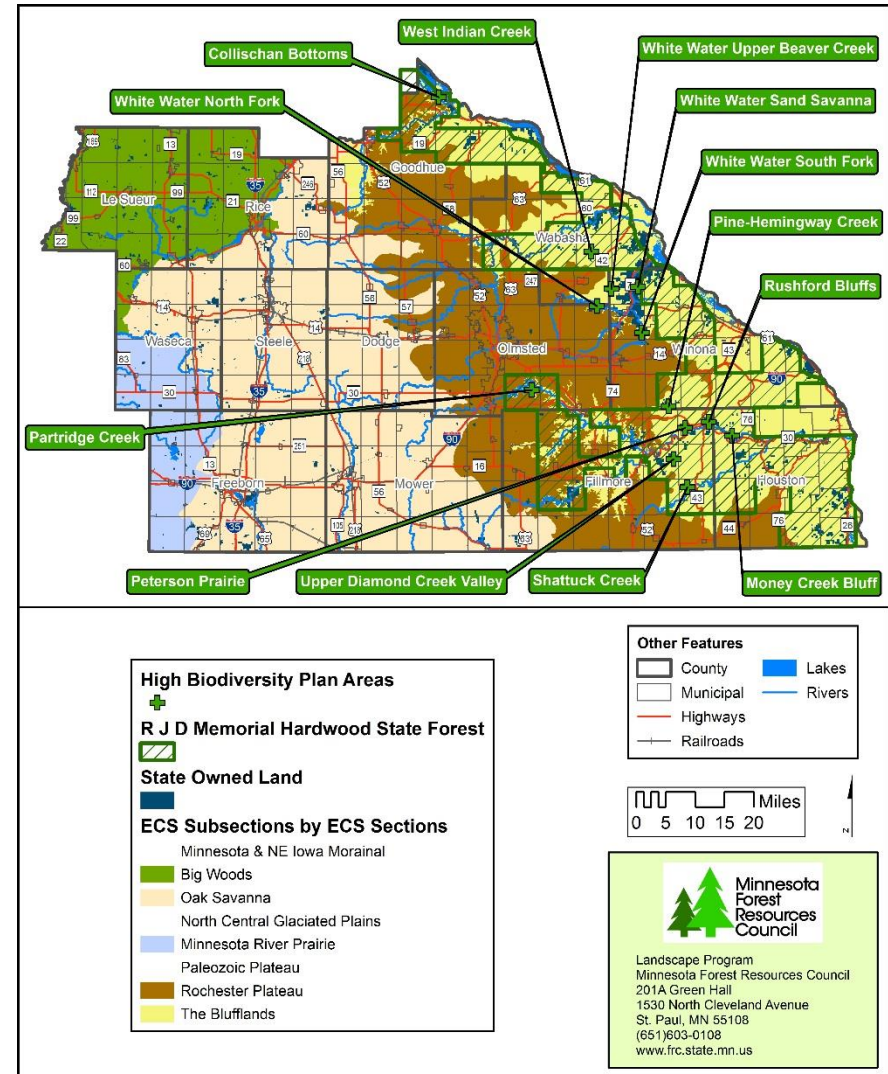 West Indian Creek
Collischan Bottoms
White Water Upper Beaver Creek
White Water North Fork
White Water Sand Savanna
White Water South Fork
Pine-Hemingway Creek
Rushford Bluffs
Goodhue
Le Sueur
Rice
Wabasha
Waseca
Steele
Dodge
Olmsted
Winona
Partridge Creek
Freeborn
Mower
Fillmore
Houston
Peterson Prairie
Upper Diamond Creek Valley
Shattuck Creek
Money Creek Bluff
High Biodiversity Plan Areas
R J D Memorial Hardwood State Forest
State Owned Land
ECS Subsections by ECS Sections
Minnesota & NE Iowa Morainal
Big Woods
Oak Savanna
North Central Glaciated Plains
Minnesota River Prairie
Paleozoic Plateau
Rochester Plateau
The Blufflands
Other Features
County
Lakes
Municipal
Rivers
Highways
Railroads
Miles
0 5 10 15 20
N
Minnesota
Forest
Resources
Council
Landscape Program
Minnesota Forest Resources Council
201A Green Hall
1530 North Cleveland Avenue
St. Paul, MN 55108
(651)603-0108
www.frc.state.mn.us